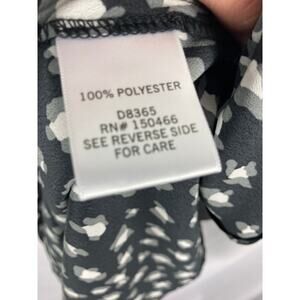 100% POLYESTER
D8365
RN# 150466
SEE REVERSE SIDE
FOR CARE